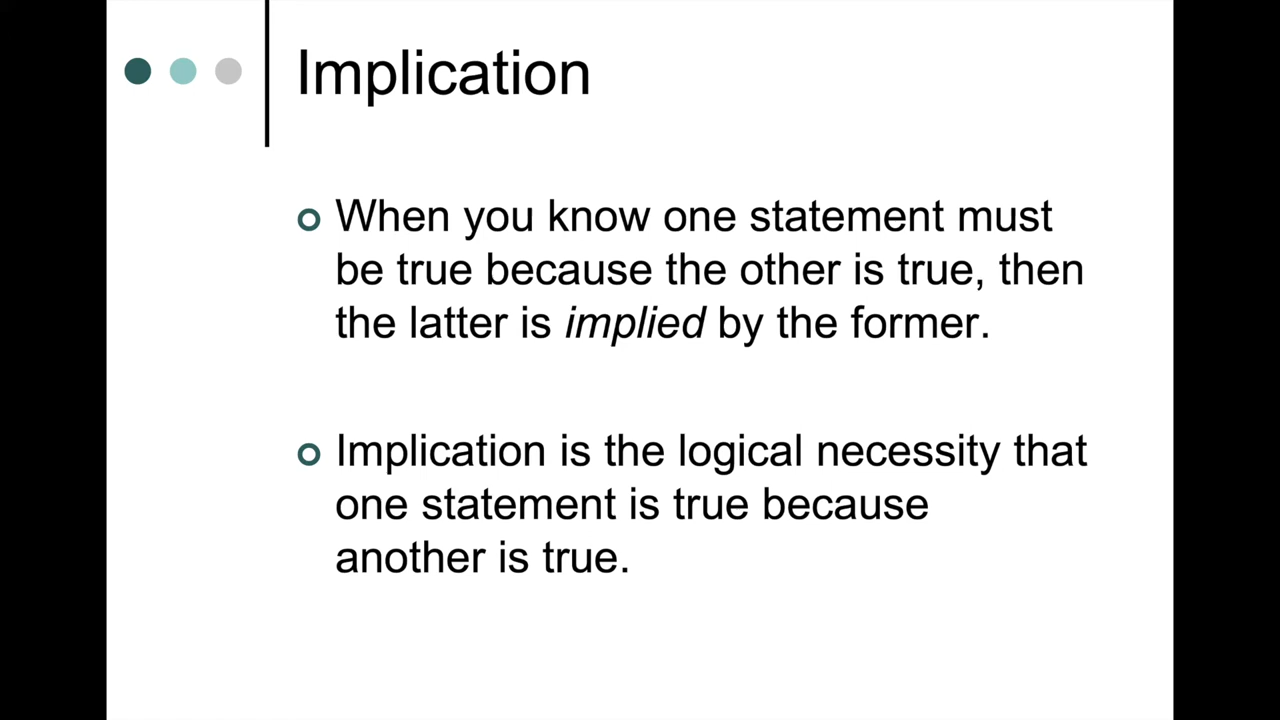 Implication
When you know one statement must
be true because the other is true, then
the latter is implied by the former.
Implication is the logical necessity that
one statement is true because
another is true.